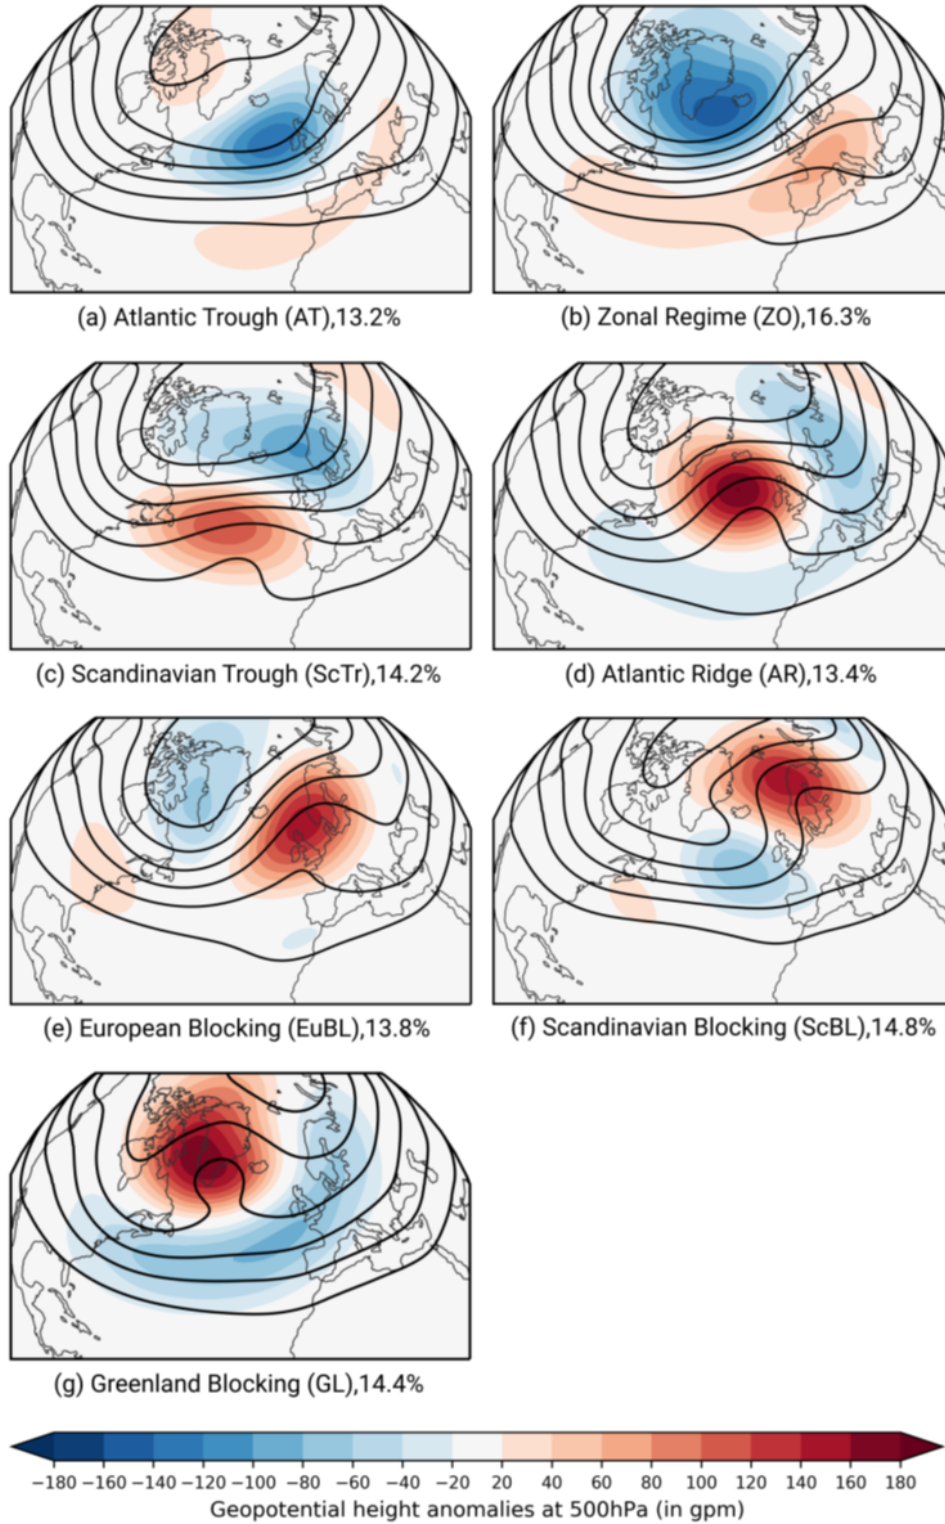 (a) Atlantic Trough (AT),13.2%
(b) Zonal Regime (ZO),16.3%
(c) Scandinavian Trough (ScTr),14.2%
(d) Atlantic Ridge (AR),13.4%
(e) European Blocking (EuBL),13.8%
(f) Scandinavian Blocking (ScBL),14.8%
(g) Greenland Blocking (GL),14.4%
−180 −160 −140 −120 −100 −80 −60 −40 −20 20 40 60 80 100 120 140 160 180
Geopotential height anomalies at 500hPa (in gpm)